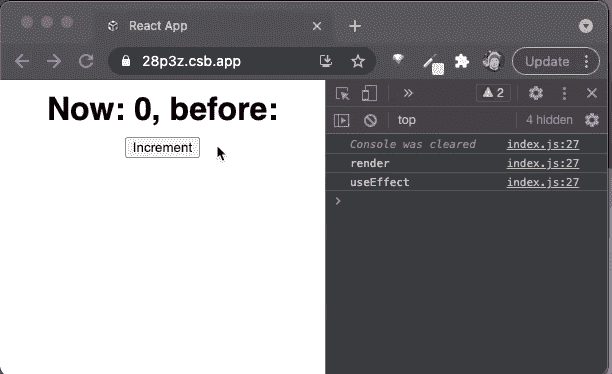 React App
28p3z.csb.app
Update
Now: 0, before:
Increment
2
top
4 hidden
Console was cleared index.js:27
render index.js:27
useEffect index.js:27